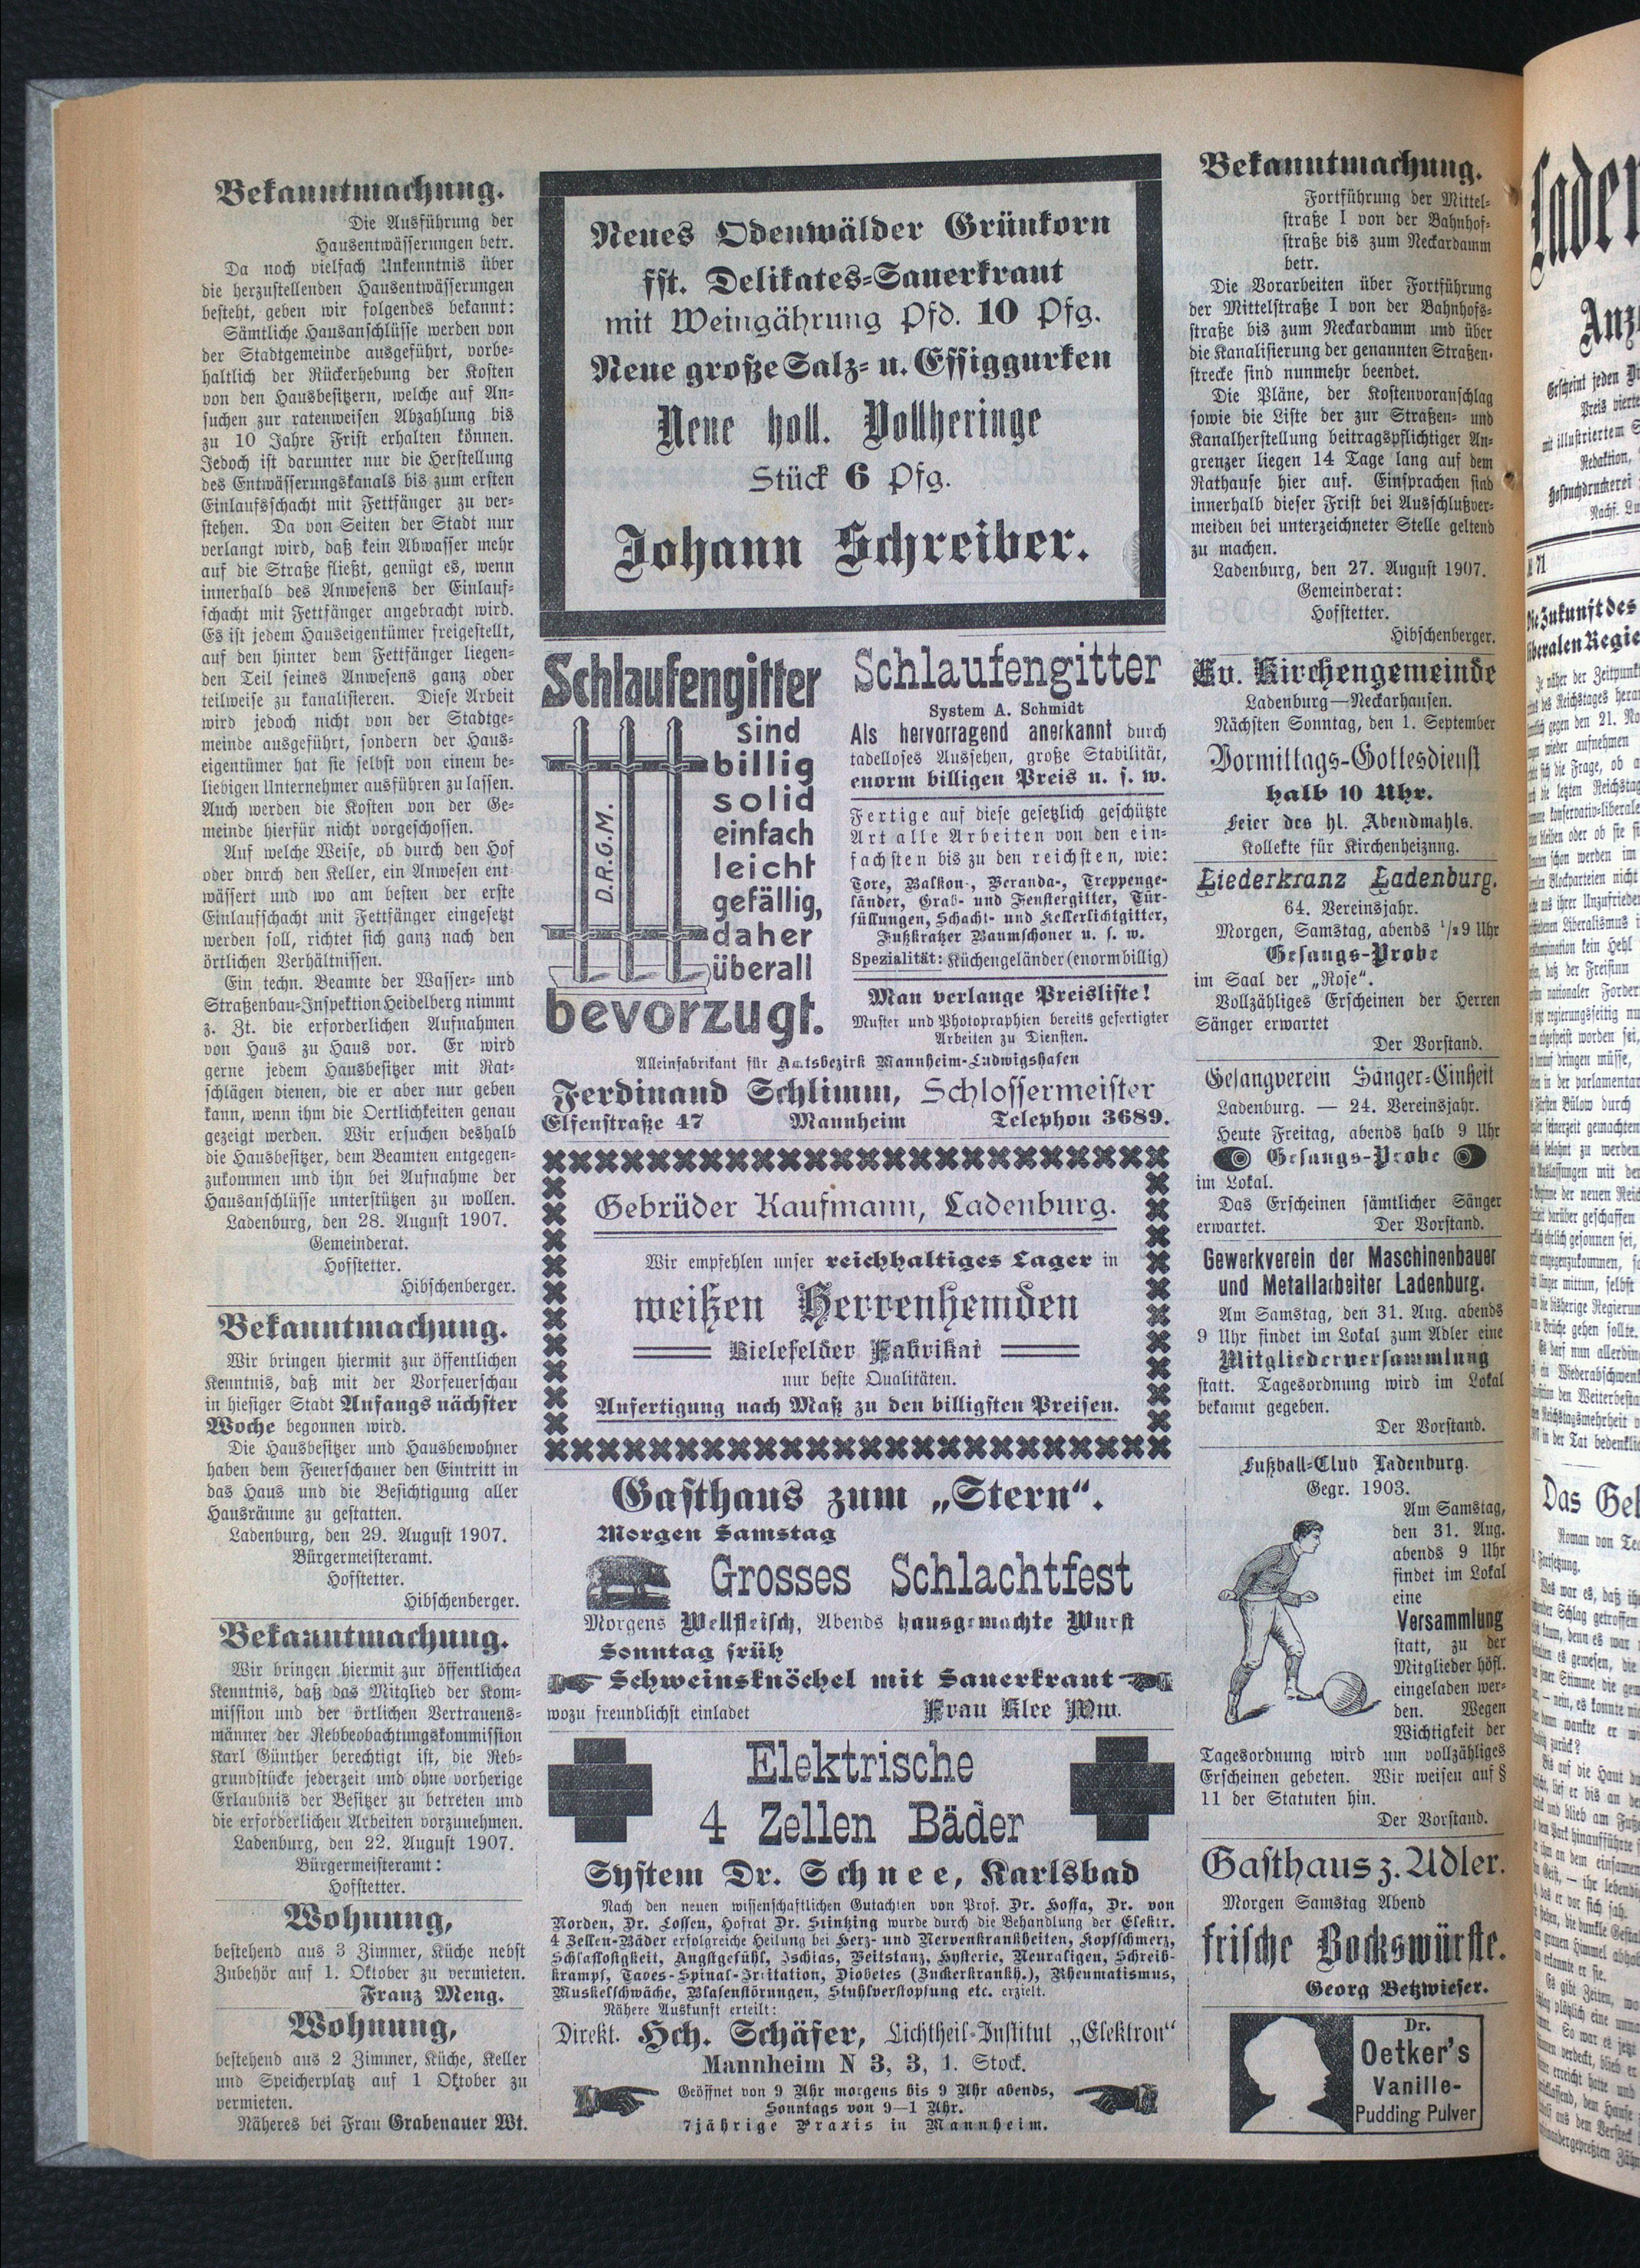 Bekanntmachung.
Die Ausführung der
Hausentwässerungen betr.
Da noch vielfach Unkenntnis über
die herzustellenden Hausentwässerungen
besteht, geben wir folgendes bekannt:
Sämtliche Hausanschlüsse werden von
der Stadtgemeinde ausgeführt, vorbe-
haltlich der Rückerhebung der Kosten
von den Hausbesitzern, welche auf An-
suchen zur ratenweisen Abzahlung bis
zu 10 Jahre Frist erhalten können.
Jedoch ist darunter nur die Herstellung
des Entwässerungskanals bis zum ersten
Einlaufsschacht mit Fettfänger zu ver-
stehen. Da von Seiten der Stadt nur
verlangt wird, daß kein Abwasser mehr
auf die Straße fließt, genügt es, wenn
innerhalb des Anwesens der Einlauf-
schacht mit Fettfänger angebracht wird.
Es ist jedem Hauseigentümer freigestellt,
auf den hinter dem Fettfänger liegen-
den Teil seines Anwesens ganz oder
teilweise zu kanalisieren. Diese Arbeit
wird jedoch nicht von der Stadtge-
meinde ausgeführt, sondern der Haus-
eigentümer hat sie selbst von einem be-
liebigen Unternehmer ausführen zu lassen.
Auch werden die Kosten von der Ge-
meinde hierfür nicht vorgeschossen.
Auf welche Weise, ob durch den Hof
oder dnrch den Keller, ein Anwesen ent-
wässert und wo am besten der erste
Einlaufschacht mit Fettfänger eingesetzt
werden soll, richtet sich ganz nach den
örtlichen Verhältnissen.
Ein techn. Beamte der Wasser- und
Straßenbau-Inspektion Heidelberg nimmt
z. Zt. die erforderlichen Aufnahmen
von Haus zu Haus vor. Er wird
gerne jedem Hausbesitzer mit Rat-
schlägen dienen, die er aber nur geben
kann, wenn ihm die Oertlichkeiten genau
gezeigt werden. Wir ersuchen deshalb
die Hausbesitzer, dem Beamten entgegen-
zukommen und ihn bei Aufnahme der
Hausanschlüsse unterstützen zu wollen.
Ladenburg, den 28. August 1907.
Gemeinderat.
Hofstetter.
Hibschenberger.
Bekanntmachung.
Wir bringen hiermit zur öffentlichen
Kenntnis, daß mit der Vorfeuerschau
in hiesiger Stadt Anfangs nächster
Woche begonnen wird.
Die Hausbesitzer und Hausbewohner
haben dem Feuerschauer den Eintritt in
das Haus und die Besichtigung aller
Hausräume zu gestatten.
Ladenburg, den 29. August 1907.
Bürgermeisteramt.
Hofstetter.
Hibschenberger.
Bekanntmachung.
Wir bringen hiermit zur öffentlichen
Kenntnis, daß das Mitglied der Kom-
mission und der örtlichen Vertrauens-
männer der Rebbeobachtungskommission
Karl Günther berechtigt ist, die Reb-
grundstücke jederzeit und ohne vorherige
Erlaubnis der Besitzer zu betreten und
die erforderlichen Arbeiten vorzunehmen.
Ladenburg, den 22. August 1907.
Bürgermeisteramt:
Hofstetter.
Wohnung,
bestehend aus 3 Zimmer, Küche nebst
Zubehör auf 1. Oktober zu vermieten.
Franz Meng.
Wohnung,
bestehend aus 2 Zimmer, Küche, Keller
und Speicherplatz auf 1 Oktober zu
vermieten.
Näheres bei Frau Grabenauer Wt.
Neues Odenwälder Grünkorn
fst. Delikates-Sauerkraut
mit Weingährung Pfd. 10 Pfg.
Neue große Salz- u. Essiggurken
Neue holl. Vollheringe
Stück 6 Pfg.
Johann Schreiber.
Schlaufengitter
sind
billig
solid
einfach
leicht
gefällig,
daher
überall
bevorzugt.
D.R.G.M.
Schlaufengitter
System A. Schmidt
Als hervorragend anerkannt durch
tadelloses Aussehen, große Stabilität,
enorm billigen Preis u. s. w.
Fertige auf diese gesetzlich geschützte
Art alle Arbeiten von den ein-
fachsten bis zu den reichsten, wie:
Tore, Balkon-, Veranda-, Treppenge-
länder, Grab- und Fenstergitter, Tür-
füllungen, Schacht- und Kellerlichtgitter,
Fußkratzer Baumschoner u. s. w.
Spezialität: Küchengeländer (enorm billig)
Man verlange Preisliste!
Muster und Photopraphien bereits gefertigter
Arbeiten zu Diensten.
Alleinfabrikant für Amtsbezirk Mannheim-Ludwigshafen
Ferdinand Schlimm, Schlossermeister
Elfenstraße 47 Mannheim Telephon 3689.
Gebrüder Kaufmann, Ladenburg.
Wir empfehlen unser reichhaltiges Lager in
weißen Herrenhemden
Bielefelder Fabrikat
nur beste Qualitäten.
Anfertigung nach Maß zu den billigsten Preisen.
Gasthaus zum „Stern“.
Morgen Samstag
Grosses Schlachtfest
Morgens Wellfleisch, Abends hausgemachte Wurst
Sonntag früh
Schweinsknöchel mit Sauerkraut
wozu freundlichst einladet Frau Klee Ww.
Elektrische
4 Zellen Bäder
System Dr. Schnee, Karlsbad
Nach den neuen wissenschaftlichen Gutachten von Prof. Dr. Hoffa, Dr. von
Norden, Dr. Lossen, Hofrat Dr. Stintzing wurde durch die Behandlung der Elektr.
4 Zellen-Bäder erfolgreiche Heilung bei Herz- und Nervenkrankheiten, Kopfschmerz,
Schlaflosigkeit, Angstgefühl, Ischias, Veitstanz, Hysterie, Neuraligen, Schreib-
krampf, Tabes-Spinal-Irritation, Diobetes (Zuckerkrankh.), Rheumatismus,
Muskelschwäche, Blasenstörungen, Stuhlverstopfung etc. erzielt.
Nähere Auskunft erteilt:
Direkt. Hch. Schäfer, Lichtheil-Institut „Elektron“
Mannheim N 3, 3, 1. Stock.
Geöffnet von 9 Uhr morgens bis 9 Uhr abends,
Sonntags von 9—1 Uhr.
7jährige Praxis in Mannheim.
Bekanntmachung.
Fortführung der Mittel-
straße I von der Bahnhof-
straße bis zum Neckardamm
betr.
Die Vorarbeiten über Fortführung
der Mittelstraße I von der Bahnhofs-
straße bis zum Neckardamm und über
die Kanalisierung der genannten Straßen-
strecke sind nunmehr beendet.
Die Pläne, der Kostenvoranschlag
sowie die Liste der zur Straßen- und
Kanalherstellung beitragspflichtiger An-
grenzer liegen 14 Tage lang auf dem
Rathause hier auf. Einsprachen sind
innerhalb dieser Frist bei Ausschlußver-
meiden bei unterzeichneter Stelle geltend
zu machen.
Ladenburg, den 27. August 1907.
Gemeinderat:
Hofstetter.
Hibschenberger.
Ev. Kirchengemeinde
Ladenburg—Neckarhausen.
Nächsten Sonntag, den 1. September
Vormittags-Gottesdienst
halb 10 Uhr.
Feier des hl. Abendmahls.
Kollekte für Kirchenheizung.
Liederkranz Ladenburg.
64. Vereinsjahr.
Morgen, Samstag, abends 1/2 9 Uhr
Gesangs-Probe
im Saal der „Rose“.
Vollzähliges Erscheinen der Herren
Sänger erwartet
Der Vorstand.
Gesangverein Sänger-Einheit
Ladenburg. — 24. Vereinsjahr.
Heute Freitag, abends halb 9 Uhr
Gesangs-Probe
im Lokal.
Das Erscheinen sämtlicher Sänger
erwartet. Der Vorstand.
Gewerkverein der Maschinenbauer
und Metallarbeiter Ladenburg.
Am Samstag, den 31. Aug. abends
9 Uhr findet im Lokal zum Adler eine
Mitgliederversammlung
statt. Tagesordnung wird im Lokal
bekannt gegeben.
Der Vorstand.
Fußball-Club Ladenburg.
Gegr. 1903.
Am Samstag,
den 31. Aug.
abends 9 Uhr
findet im Lokal
eine
Versammlung
statt, zu der
Mitglieder höfl.
eingeladen wer-
den. Wegen
Wichtigkeit der
Tagesordnung wird um vollzähliges
Erscheinen gebeten. Wir weisen auf §
11 der Statuten hin.
Der Vorstand.
Gasthaus z. Adler.
Morgen Samstag Abend
frische Bockswürste.
Georg Betzwieser.
Dr.
Oetker's
Vanille-
Pudding Pulver
Laden
Anz
Erscheint jeden
Preis vierte
mit illustriertem
Redaktion,
Hofbuchdruckerei
№ 71
Die Zukunft des
liberalen Regie
Das Gel
Roman von